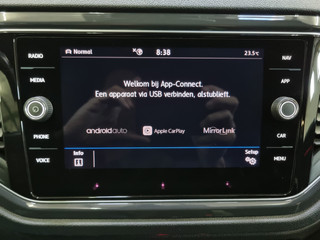 RADIO
Normal
8:38
23.5°C
NAV
MEDIA
APP
Welkom bij App-Connect.
Een apparaat via USB verbinden, alstublieft.
androidauto
Apple CarPlay
MirrorLink
PHONE
CAR
VOICE
Info
Setup
MENU